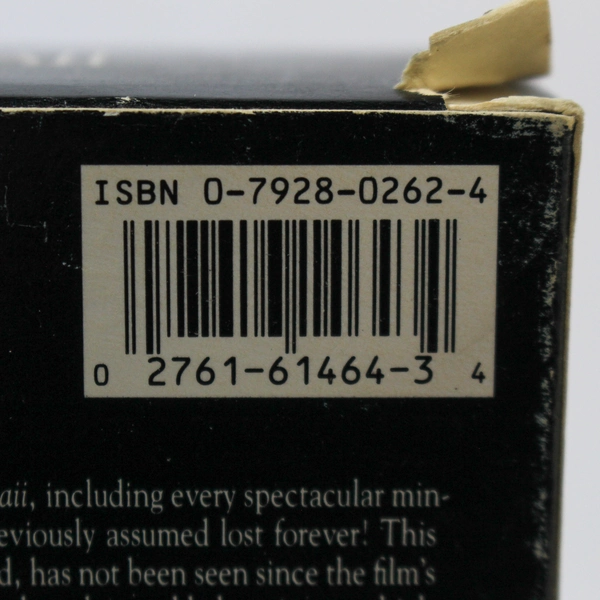 ISBN 0-7928-0262-4
0 2761-61464-3 4
aii, including every spectacular min-
eviously assumed lost forever! This
d, has not been seen since the film's